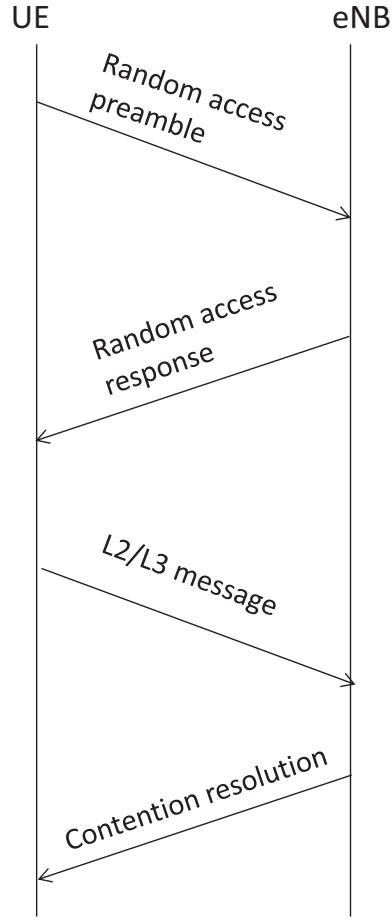 UE
eNB
Random access
preamble
Random access
response
L2/L3 message
Contention resolution